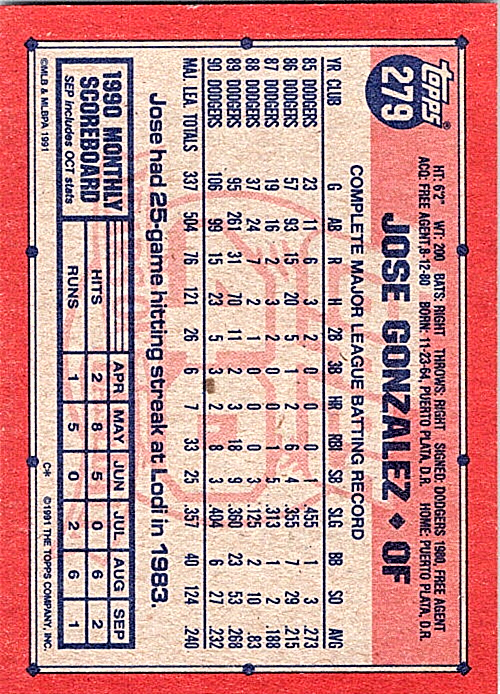 topps®
279
JOSE GONZALEZ ◆ OF
HT: 6'2" WT: 200 BATS: RIGHT THROWS: RIGHT SIGNED: DODGERS 1980, FREE AGENT
ACQ: FREE AGENT, 9-12-80 BORN: 11-23-64, PUERTO PLATA, D.R. HOME: PUERTO PLATA, D.R.
COMPLETE MAJOR LEAGUE BATTING RECORD
YR CLUB G AB R H 2B 3B HR RBI SB SLG BB SO AVG
85 DODGERS 23 11 6 3 2 0 0 0 1 .455 1 3 .273
86 DODGERS 57 93 15 20 5 1 2 6 4 .355 7 29 .215
87 DODGERS 19 16 2 3 2 0 0 1 5 .313 1 2 .188
88 DODGERS 37 24 7 2 1 0 0 0 3 .125 2 10 .083
89 DODGERS 95 261 31 70 11 2 3 18 9 .360 23 53 .268
90 DODGERS 106 99 15 23 5 3 2 8 3 .404 6 27 .232
MAJ. LEA. TOTALS 337 504 76 121 26 6 7 33 25 .357 40 124 .240
Jose had 25-game hitting streak at Lodi in 1983.
1990 MONTHLY
SCOREBOARD
SEP includes OCT stats
APR MAY JUN JUL AUG SEP
HITS 2 8 5 0 6 2
RUNS 1 5 0 2 6 1
©MLB & MLBPA 1991
C* ©1991 THE TOPPS COMPANY, INC.